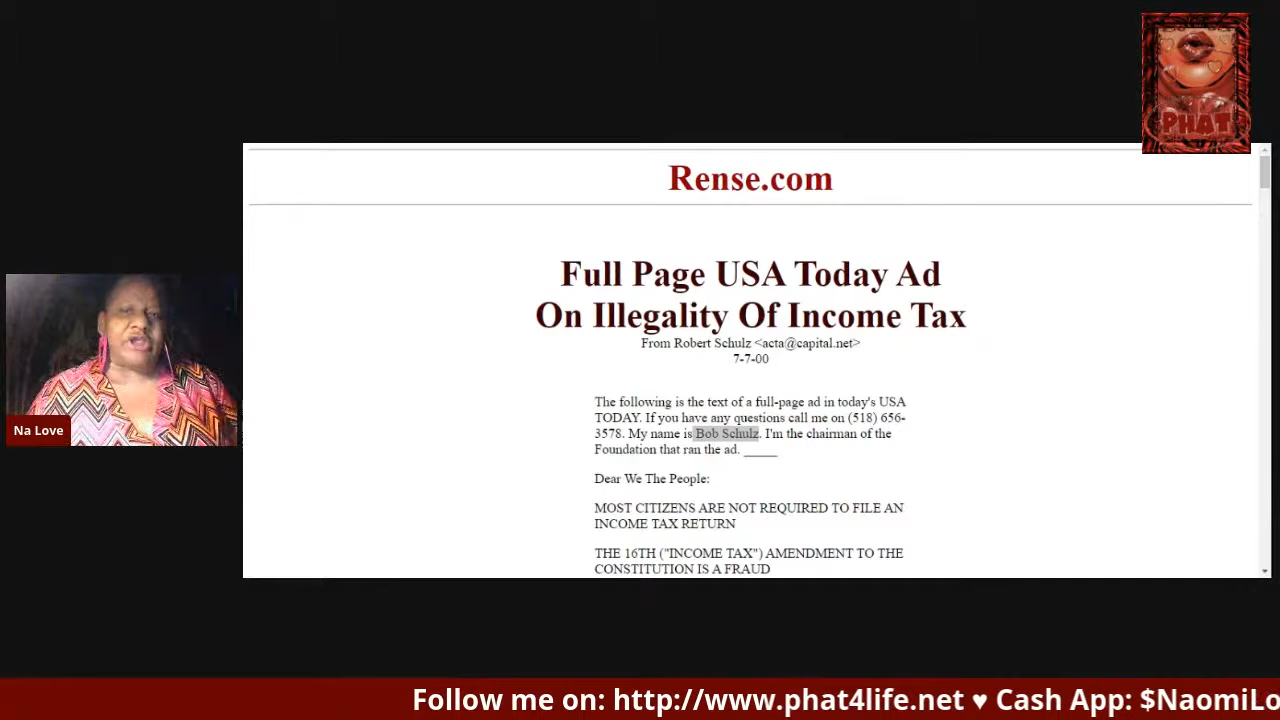 PHAT
Rense.com
Full Page USA Today Ad
On Illegality Of Income Tax
From Robert Schulz <acta@capital.net>
7-7-00
The following is the text of a full-page ad in today's USA
TODAY. If you have any questions call me on (518) 656-
3578. My name is Bob Schulz. I'm the chairman of the
Foundation that ran the ad. _____
Dear We The People:
MOST CITIZENS ARE NOT REQUIRED TO FILE AN
INCOME TAX RETURN
THE 16TH ("INCOME TAX") AMENDMENT TO THE
CONSTITUTION IS A FRAUD
Na Love
Follow me on: http://www.phat4life.net ♥ Cash App: $NaomiLo